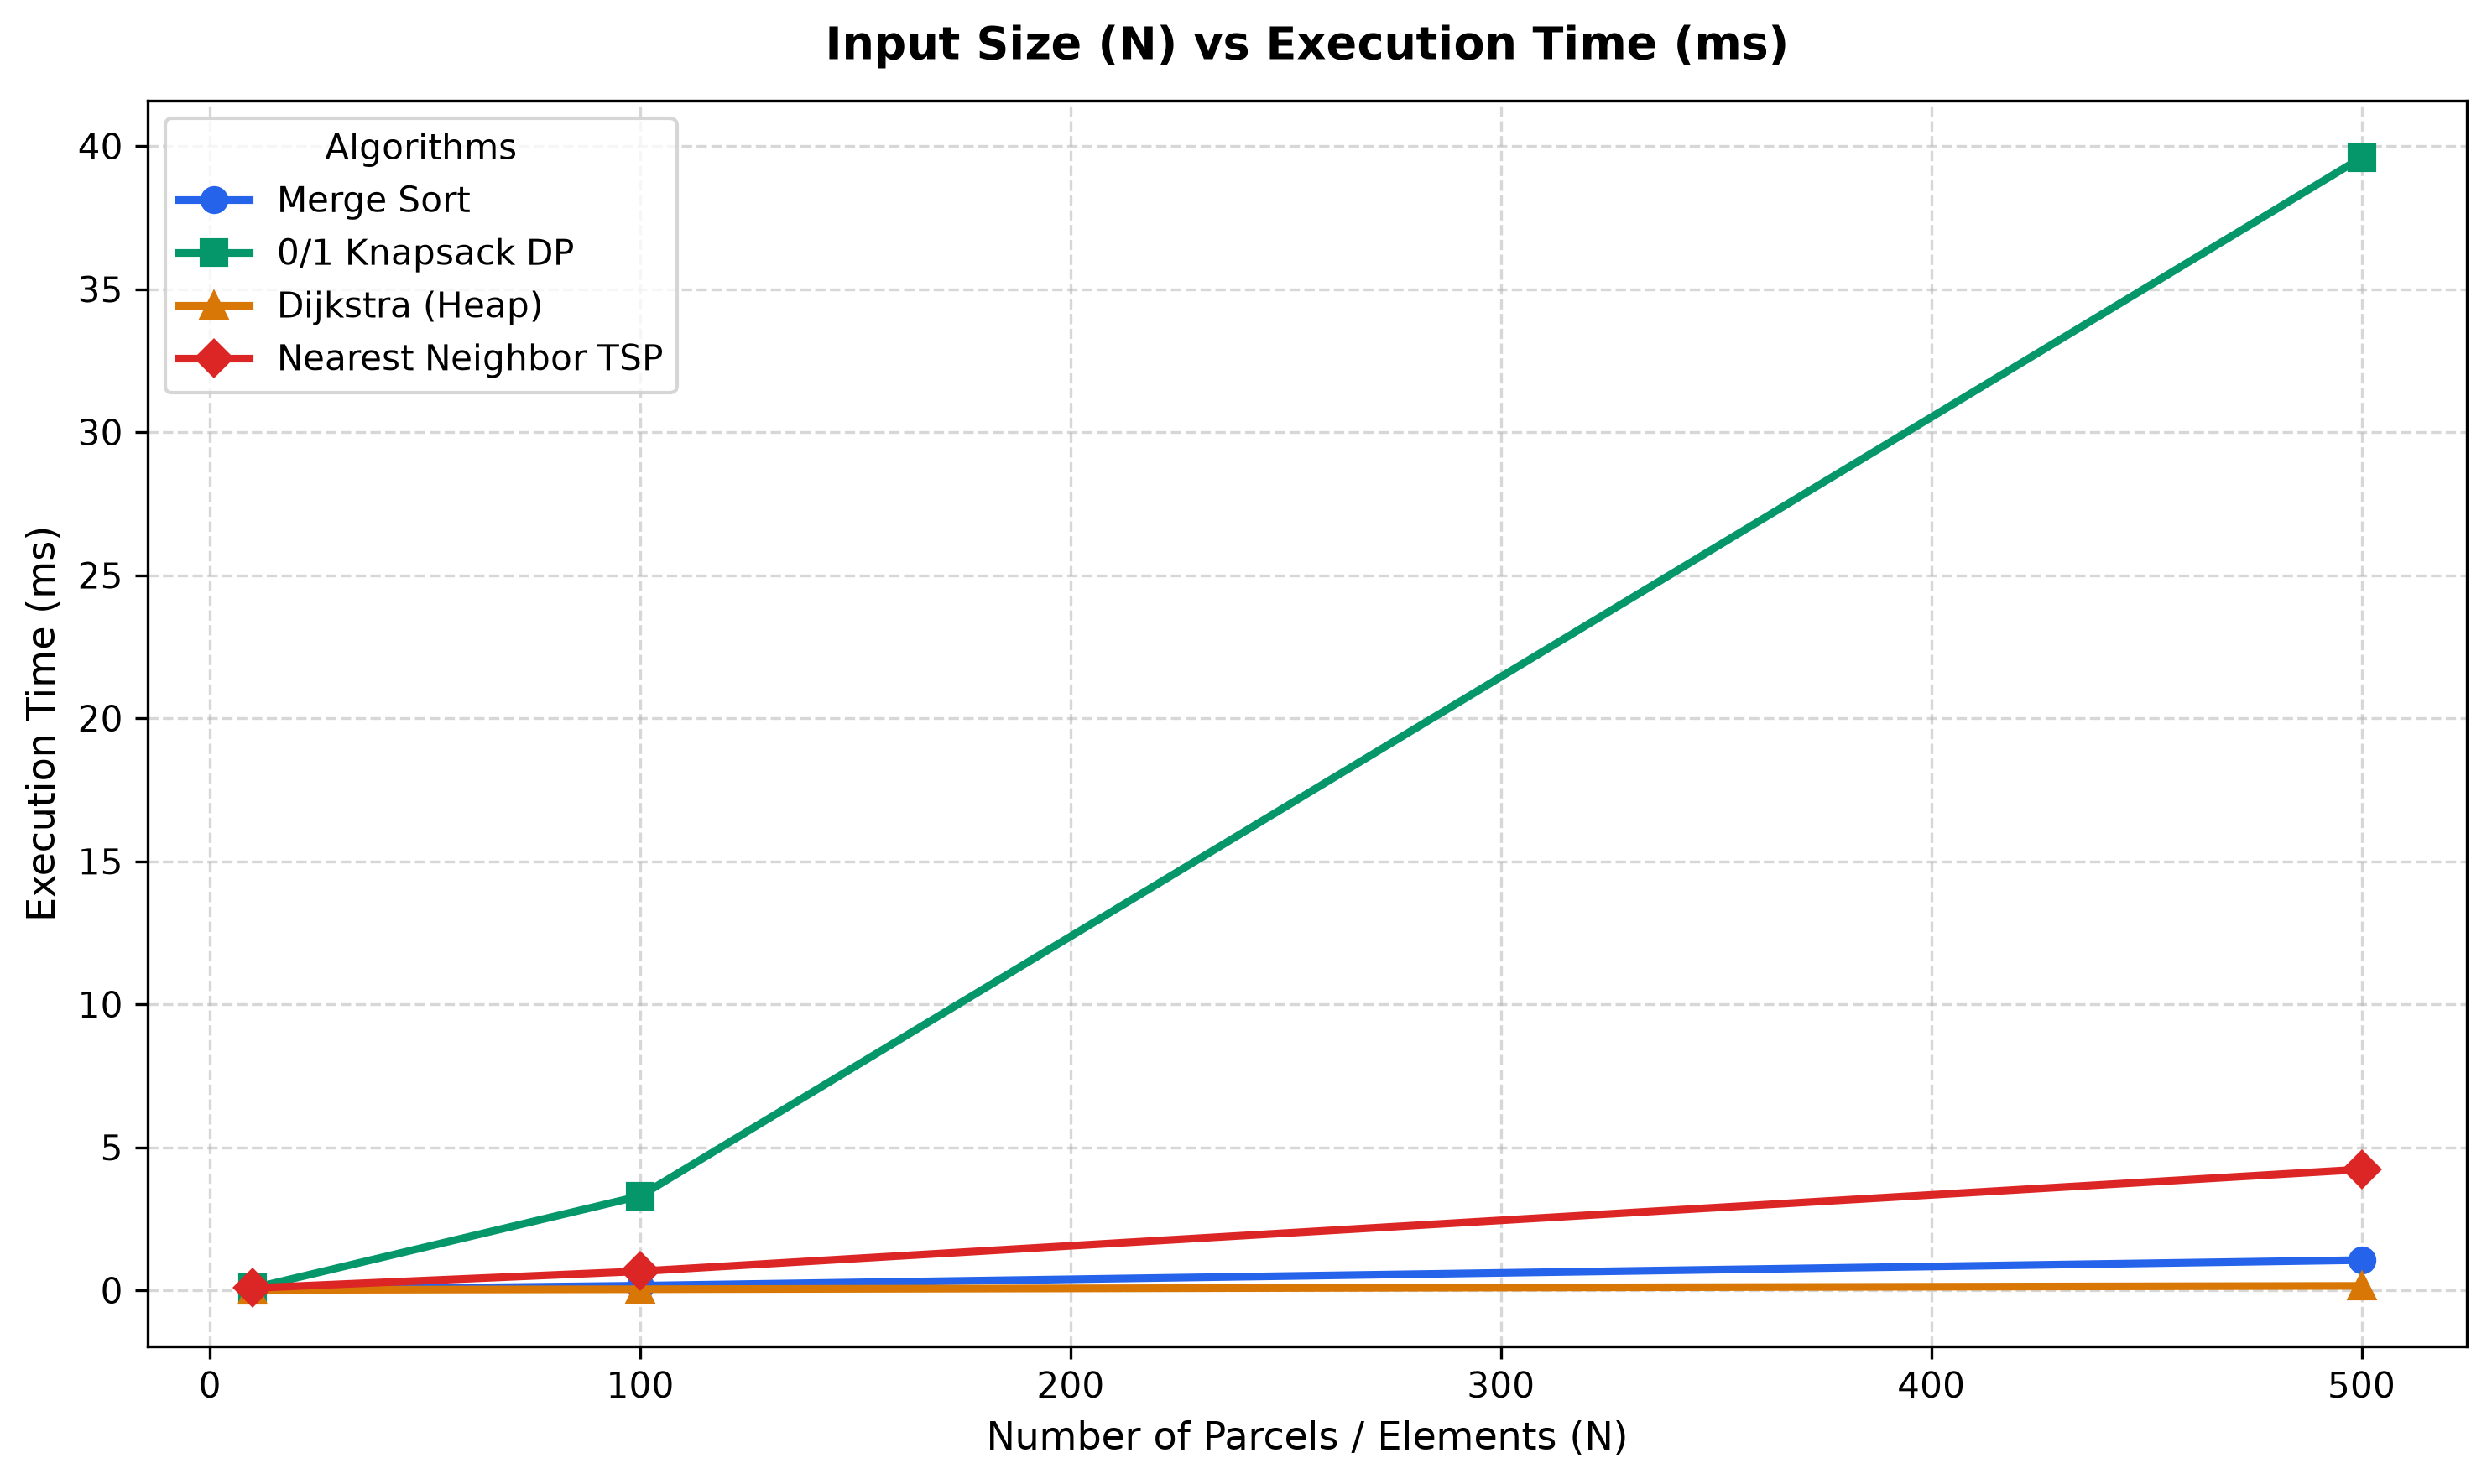 Input Size (N) vs Execution Time (ms)
Algorithms
Merge Sort
0/1 Knapsack DP
Dijkstra (Heap)
Nearest Neighbor TSP
Execution Time (ms)
40
35
30
25
20
15
10
5
0
0 100 200 300 400 500
Number of Parcels / Elements (N)